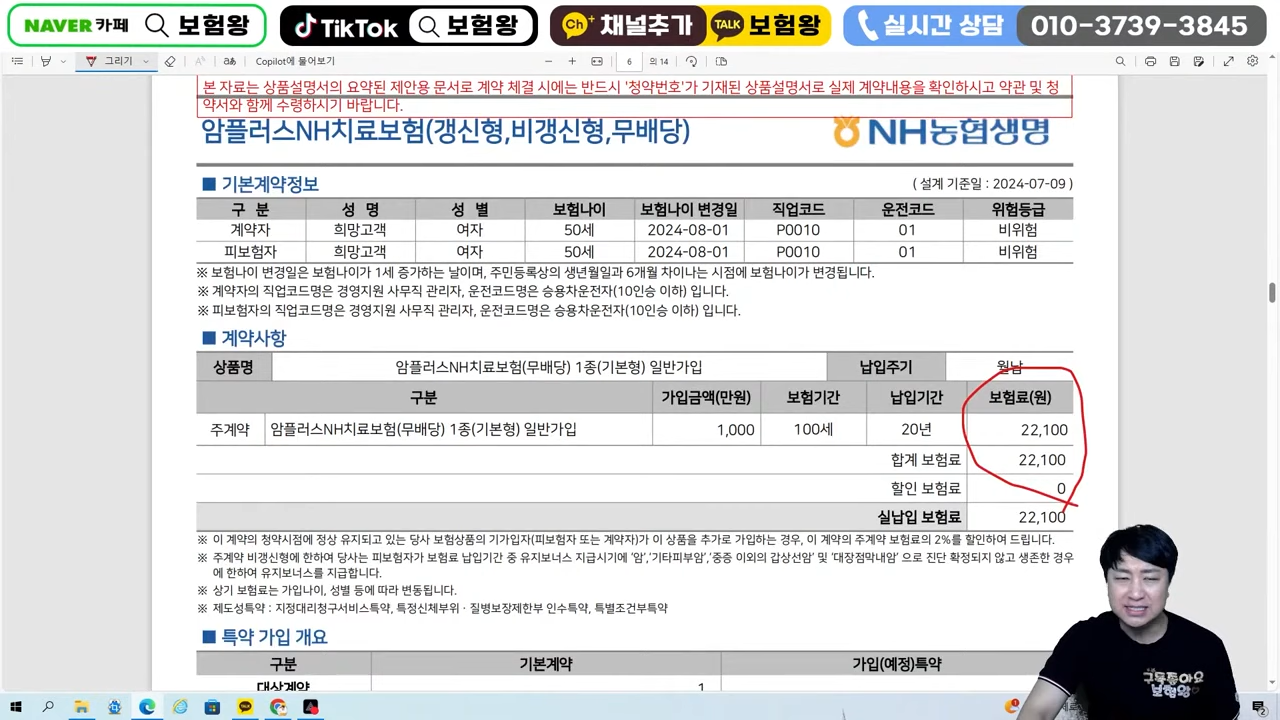 NAVER 카페 보험왕 TikTok 보험왕 Ch+ 채널추가 TALK 보험왕 실시간 상담 010-3739-3845
그리기 aあ Copilot에 물어보기 6 의 14
본 자료는 상품설명서의 요약된 제안용 문서로 계약 체결 시에는 반드시 '청약번호'가 기재된 상품설명서로 실제 계약내용을 확인하시고 약관 및 청
약서와 함께 수령하시기 바랍니다.
암플러스NH치료보험(갱신형,비갱신형,무배당) NH농협생명
■ 기본계약정보 ( 설계 기준일 : 2024-07-09 )
구 분 성 명 성 별 보험나이 보험나이 변경일 직업코드 운전코드 위험등급
계약자 희망고객 여자 50세 2024-08-01 P0010 01 비위험
피보험자 희망고객 여자 50세 2024-08-01 P0010 01 비위험
※ 보험나이 변경일은 보험나이가 1세 증가하는 날이며, 주민등록상의 생년월일과 6개월 차이나는 시점에 보험나이가 변경됩니다.
※ 계약자의 직업코드명은 경영지원 사무직 관리자, 운전코드명은 승용차운전자(10인승 이하) 입니다.
※ 피보험자의 직업코드명은 경영지원 사무직 관리자, 운전코드명은 승용차운전자(10인승 이하) 입니다.
■ 계약사항
상품명 암플러스NH치료보험(무배당) 1종(기본형) 일반가입 납입주기 월납
구분 가입금액(만원) 보험기간 납입기간 보험료(원)
주계약 암플러스NH치료보험(무배당) 1종(기본형) 일반가입 1,000 100세 20년 22,100
합계 보험료 22,100
할인 보험료 0
실납입 보험료 22,100
※ 이 계약의 청약시점에 정상 유지되고 있는 당사 보험상품의 기가입자(피보험자 또는 계약자)가 이 상품을 추가로 가입하는 경우, 이 계약의 주계약 보험료의 2%를 할인하여 드립니다.
※ 주계약 비갱신형에 한하여 당사는 피보험자가 보험료 납입기간 중 유지보너스 지급시기에 '암','기타피부암','중증 이외의 갑상선암' 및 '대장점막내암' 으로 진단 확정되지 않고 생존한 경우
에 한하여 유지보너스를 지급합니다.
※ 상기 보험료는 가입나이, 성별 등에 따라 변동됩니다.
※ 제도성특약 : 지정대리청구서비스특약, 특정신체부위·질병보장제한부 인수특약, 특별조건부특약
■ 특약 가입 개요
구분 기본계약 가입(예정)특약
대상계약 1
구독좋아요
보험왕